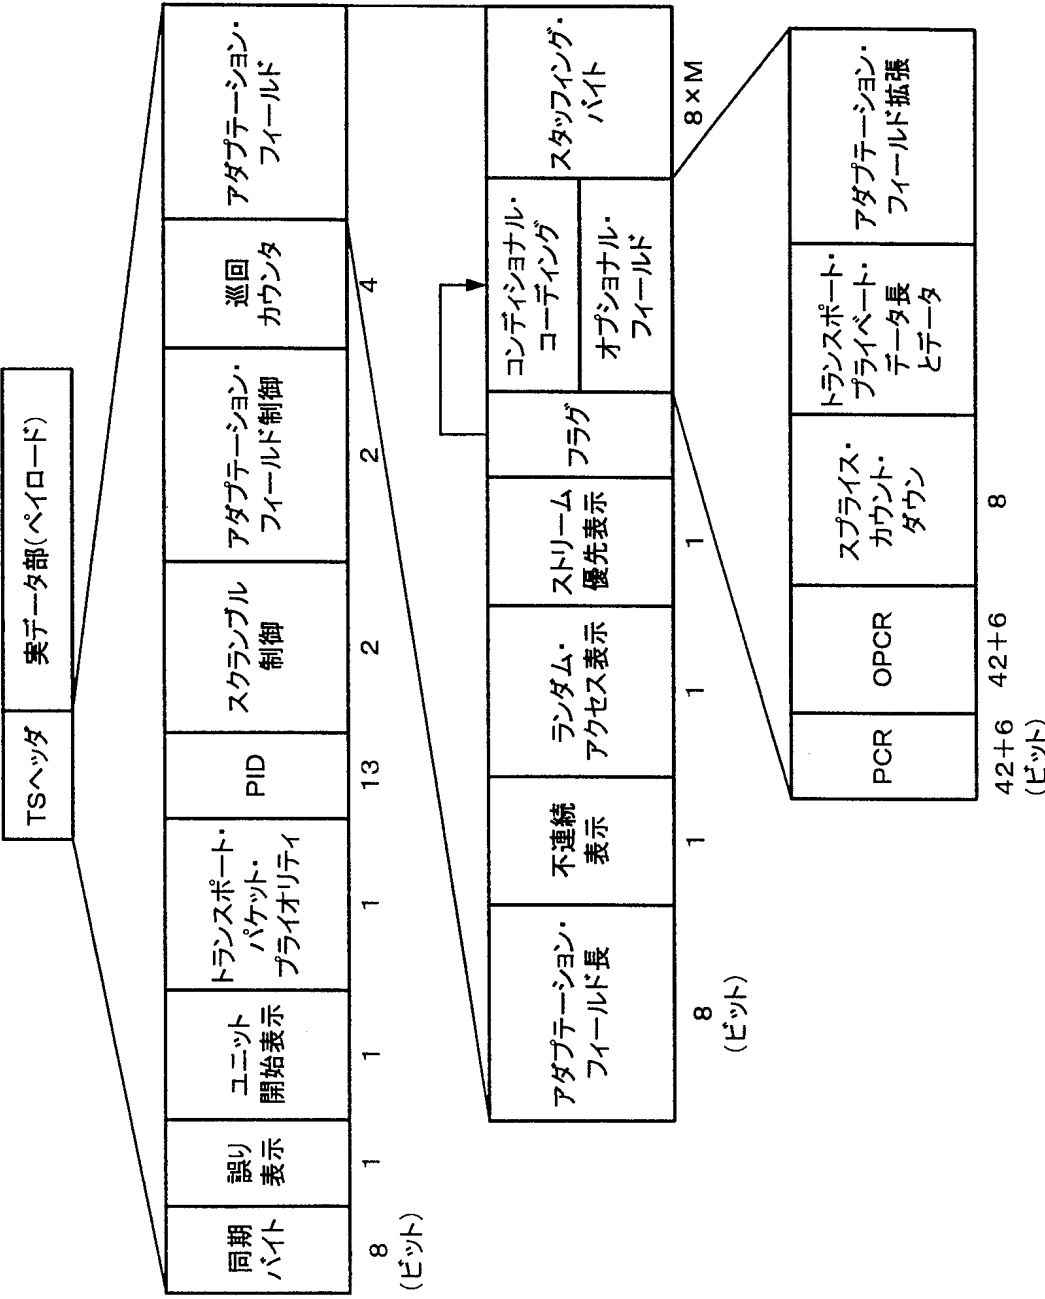 TSヘッダ
実データ部(ペイロード)
同期
バイト
誤り
表示
ユニット
開始表示
トランスポート・
パケット・
プライオリティ
PID
スクランブル
制御
アダプテーション・
フィールド制御
巡回
カウンタ
アダプテーション・
フィールド
8
(ビット)
1
1
1
13
2
2
4
アダプテーション・
フィールド長
不連続
表示
ランダム・
アクセス表示
ストリーム
優先表示
フラグ
コンディショナル・
コーディング
オプショナル・
フィールド
スタッフィング・
バイト
8
(ビット)
1
1
1
8×M
PCR
OPCR
スプライス・
カウント・
ダウン
トランスポート・
プライベート・
データ長
とデータ
アダプテーション・
フィールド拡張
42+6
(ビット)
42+6
8